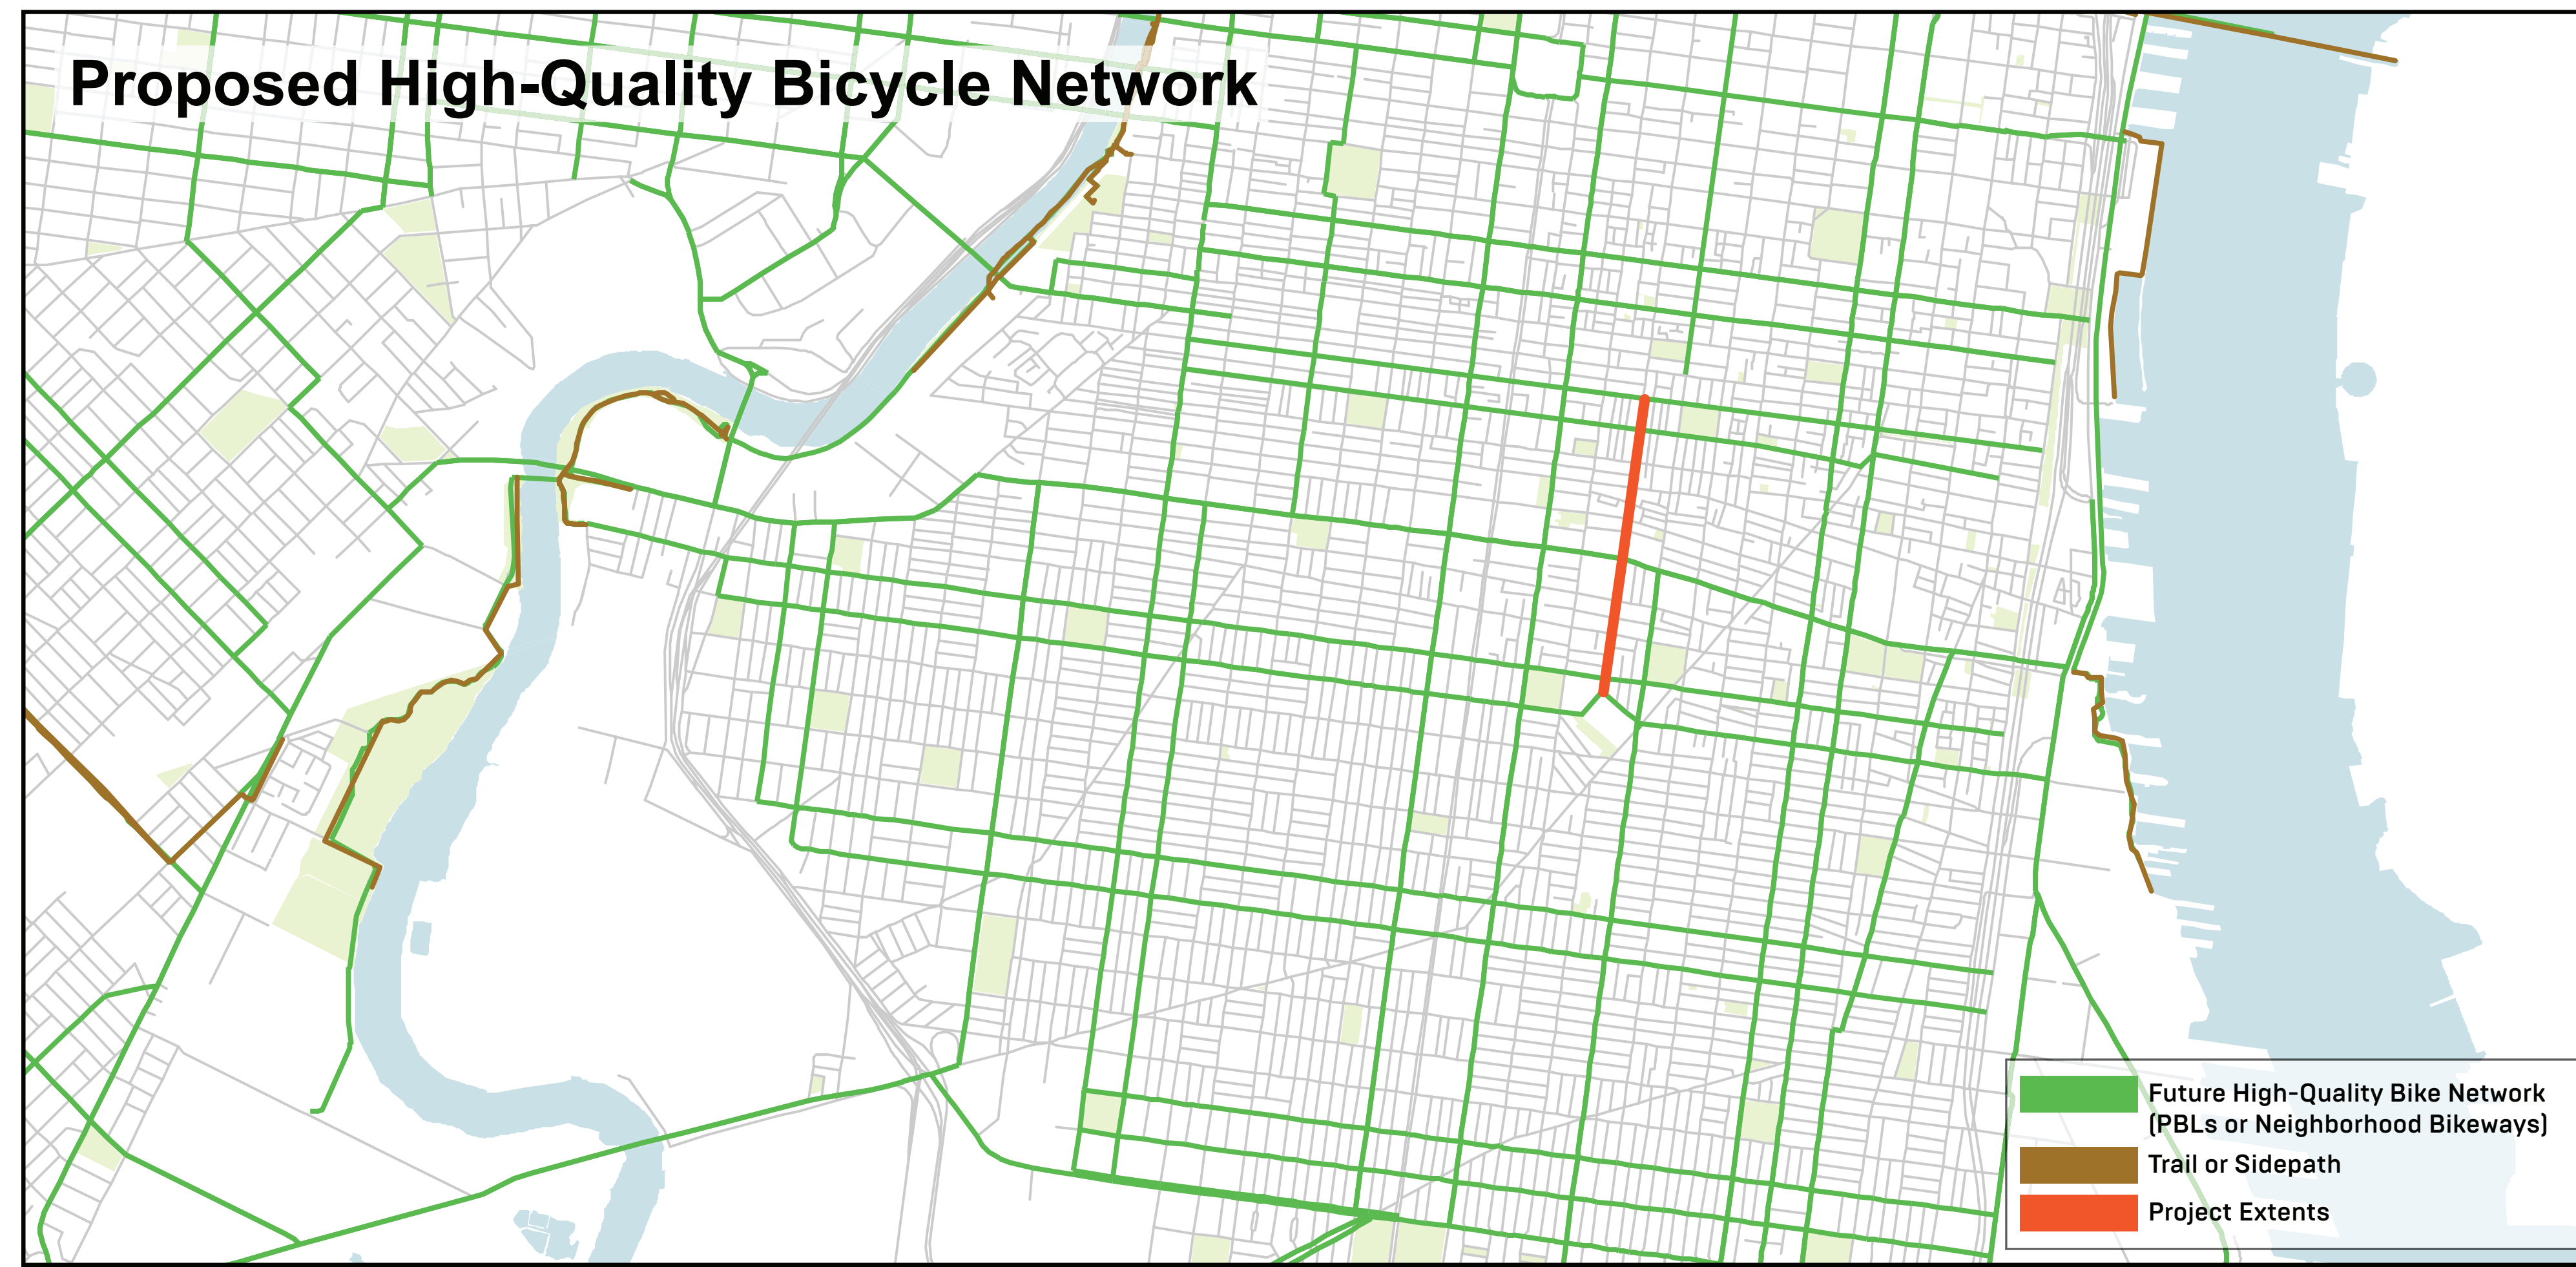 Proposed High-Quality Bicycle Network
Future High-Quality Bike Network
(PBLs or Neighborhood Bikeways)
Trail or Sidepath
Project Extents